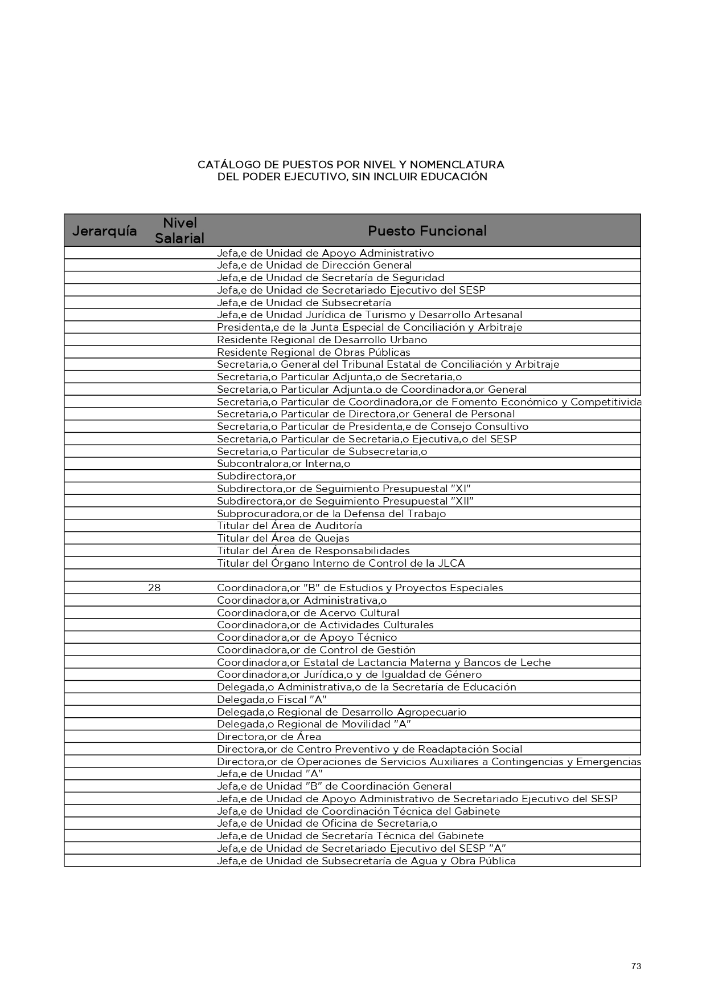 CATÁLOGO DE PUESTOS POR NIVEL Y NOMENCLATURA
DEL PODER EJECUTIVO, SIN INCLUIR EDUCACIÓN
Jerarquía Nivel Salarial Puesto Funcional
Jefa,e de Unidad de Apoyo Administrativo
Jefa,e de Unidad de Dirección General
Jefa,e de Unidad de Secretaría de Seguridad
Jefa,e de Unidad de Secretariado Ejecutivo del SESP
Jefa,e de Unidad de Subsecretaría
Jefa,e de Unidad Jurídica de Turismo y Desarrollo Artesanal
Presidenta,e de la Junta Especial de Conciliación y Arbitraje
Residente Regional de Desarrollo Urbano
Residente Regional de Obras Públicas
Secretaria,o General del Tribunal Estatal de Conciliación y Arbitraje
Secretaria,o Particular Adjunta,o de Secretaria,o
Secretaria,o Particular Adjunta.o de Coordinadora,or General
Secretaria,o Particular de Coordinadora,or de Fomento Económico y Competitivida
Secretaria,o Particular de Directora,or General de Personal
Secretaria,o Particular de Presidenta,e de Consejo Consultivo
Secretaria,o Particular de Secretaria,o Ejecutiva,o del SESP
Secretaria,o Particular de Subsecretaria,o
Subcontralora,or Interna,o
Subdirectora,or
Subdirectora,or de Seguimiento Presupuestal "XI"
Subdirectora,or de Seguimiento Presupuestal "XII"
Subprocuradora,or de la Defensa del Trabajo
Titular del Área de Auditoría
Titular del Área de Quejas
Titular del Área de Responsabilidades
Titular del Órgano Interno de Control de la JLCA
28 Coordinadora,or "B" de Estudios y Proyectos Especiales
Coordinadora,or Administrativa,o
Coordinadora,or de Acervo Cultural
Coordinadora,or de Actividades Culturales
Coordinadora,or de Apoyo Técnico
Coordinadora,or de Control de Gestión
Coordinadora,or Estatal de Lactancia Materna y Bancos de Leche
Coordinadora,or Jurídica,o y de Igualdad de Género
Delegada,o Administrativa,o de la Secretaría de Educación
Delegada,o Fiscal "A"
Delegada,o Regional de Desarrollo Agropecuario
Delegada,o Regional de Movilidad "A"
Directora,or de Área
Directora,or de Centro Preventivo y de Readaptación Social
Directora,or de Operaciones de Servicios Auxiliares a Contingencias y Emergencias
Jefa,e de Unidad "A"
Jefa,e de Unidad "B" de Coordinación General
Jefa,e de Unidad de Apoyo Administrativo de Secretariado Ejecutivo del SESP
Jefa,e de Unidad de Coordinación Técnica del Gabinete
Jefa,e de Unidad de Oficina de Secretaria,o
Jefa,e de Unidad de Secretaría Técnica del Gabinete
Jefa,e de Unidad de Secretariado Ejecutivo del SESP "A"
Jefa,e de Unidad de Subsecretaría de Agua y Obra Pública
73